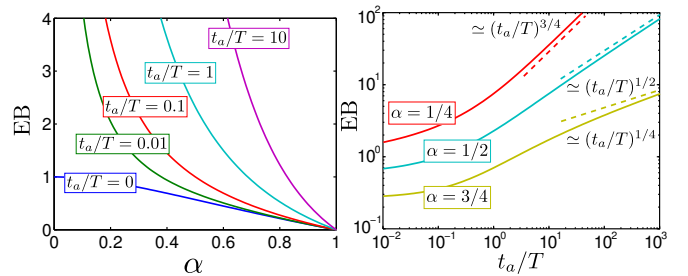 4
3
2
1
0
EB
t_a/T = 10
t_a/T = 1
t_a/T = 0.1
t_a/T = 0.01
t_a/T = 0
0 0.2 0.4 0.6 0.8 1
α
10^2
10^1
10^0
10^{-1}
EB
≃ (t_a/T)^{3/4}
≃ (t_a/T)^{1/2}
≃ (t_a/T)^{1/4}
α = 1/4
α = 1/2
α = 3/4
10^{-2} 10^{-1} 10^0 10^1 10^2 10^3
t_a/T